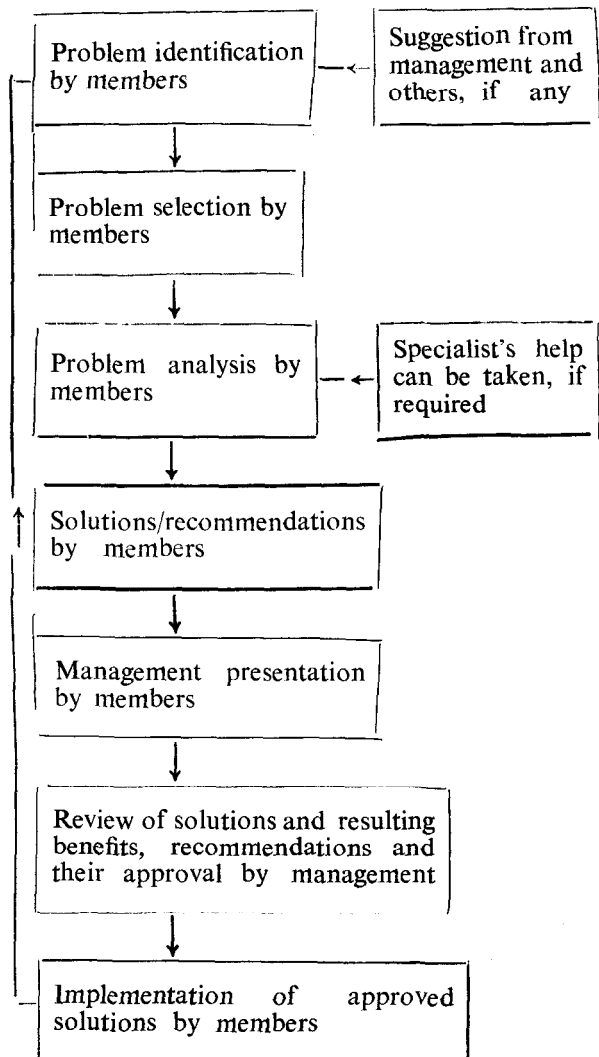 Problem identification
by members
Suggestion from
management and
others, if any
Problem selection by
members
Problem analysis by
members
Specialist's help
can be taken, if
required
Solutions/recommendations
by members
Management presentation
by members
Review of solutions and resulting
benefits, recommendations and
their approval by management
Implementation of approved
solutions by members